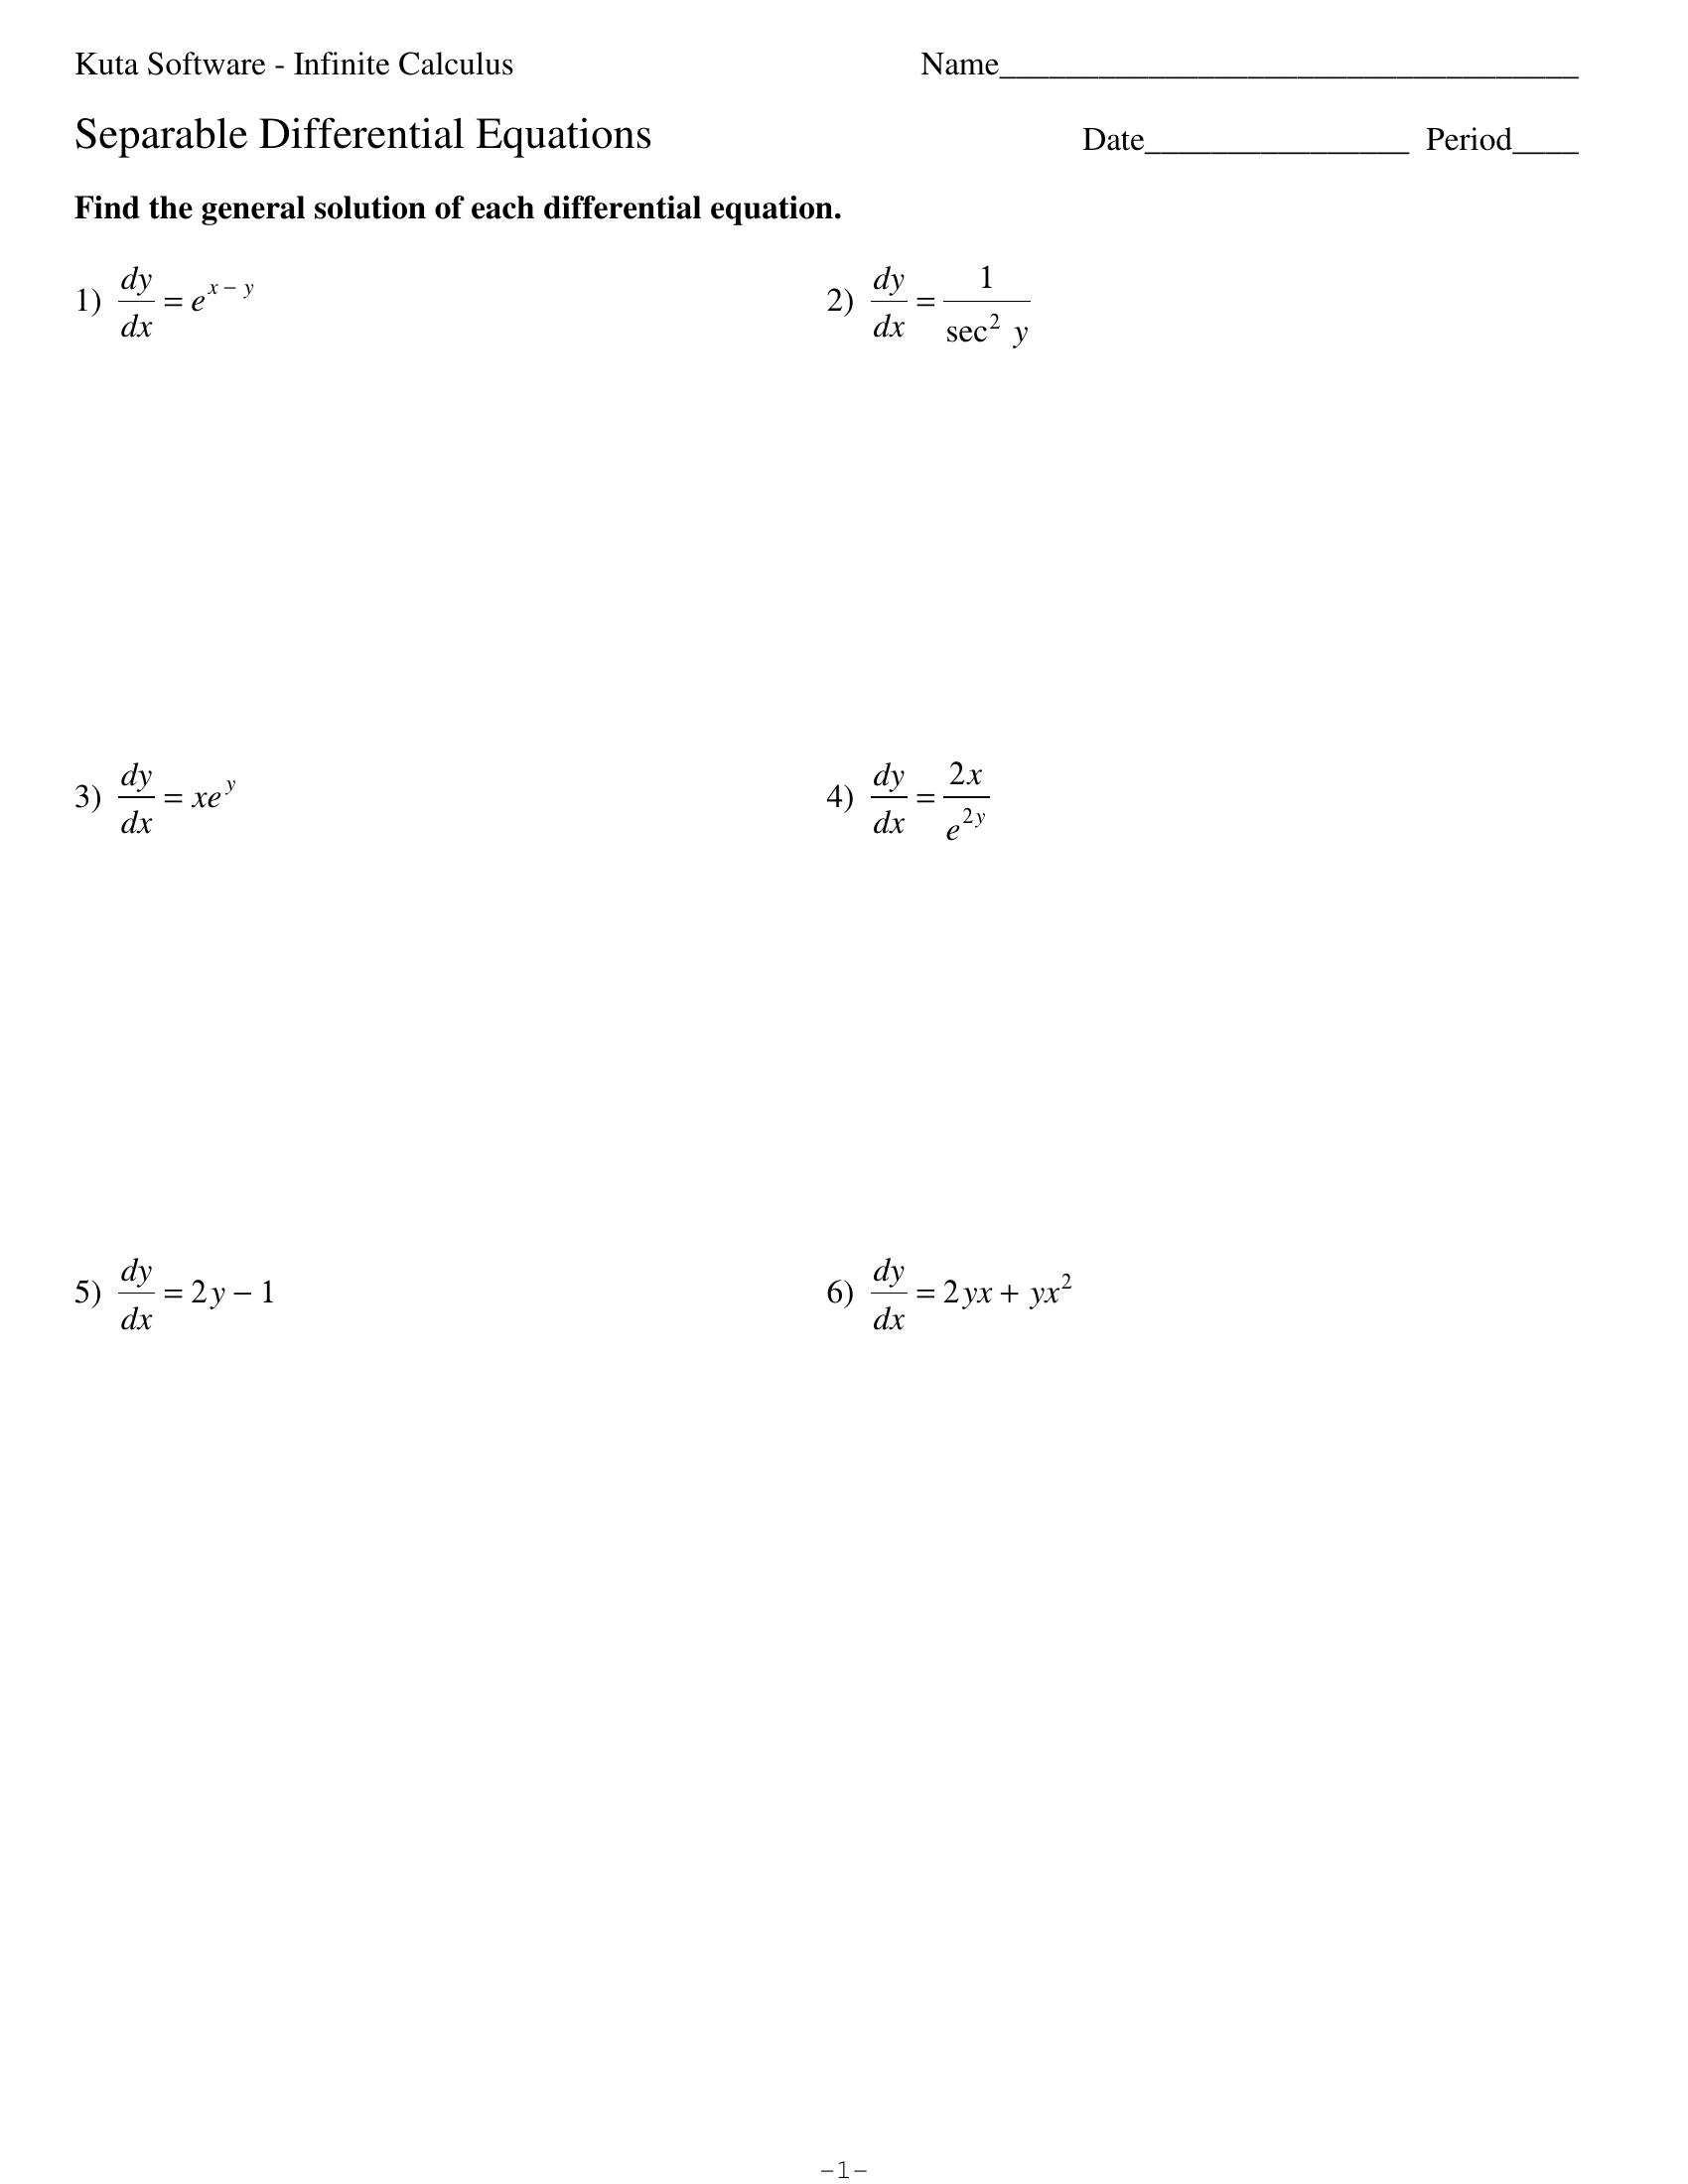 Kuta Software - Infinite Calculus
Name___________________________________
Separable Differential Equations
Date________________ Period____
Find the general solution of each differential equation.
1) dy/dx = e^(x − y)
2) dy/dx = 1/(sec² y)
3) dy/dx = xe^y
4) dy/dx = 2x/e^(2y)
5) dy/dx = 2y − 1
6) dy/dx = 2yx + yx²
-1-